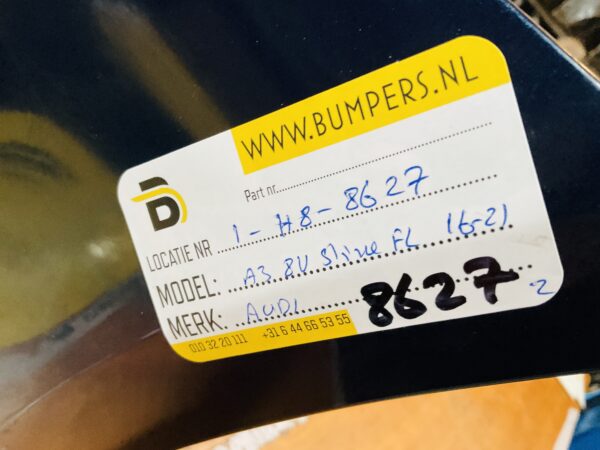 WWW.BUMPERS.NL
D
Part nr.
LOCATIE NR 1-H8-8627
MODEL: A3 8V Sline FL 16-21
MERK: AUDI
8627 2
010 32 20 111 +31 6 44 66 53 55